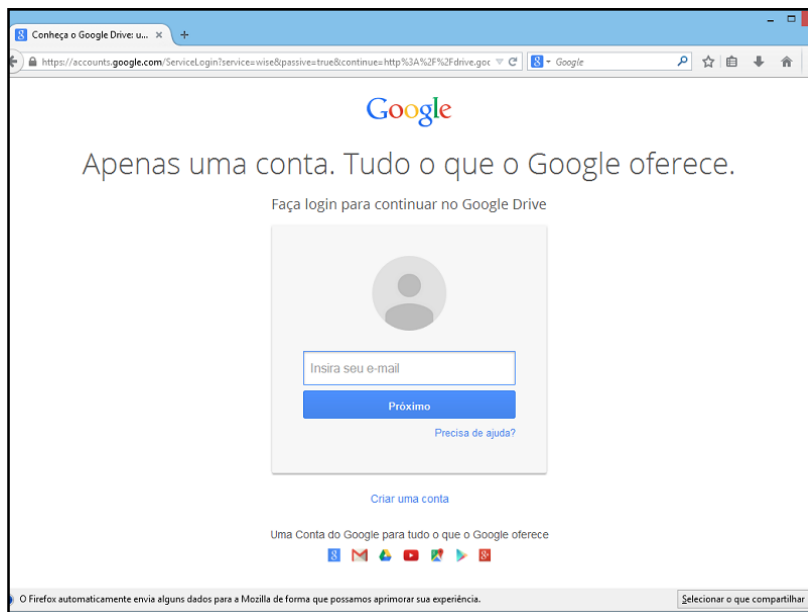 Conheça o Google Drive: u...
https://accounts.google.com/ServiceLogin?service=wise&passive=true&continue=http%3A%2F%2Fdrive.goc
Google
Google
Apenas uma conta. Tudo o que o Google oferece.
Faça login para continuar no Google Drive
Insira seu e-mail
Próximo
Precisa de ajuda?
Criar uma conta
Uma Conta do Google para tudo o que o Google oferece
O Firefox automaticamente envia alguns dados para a Mozilla de forma que possamos aprimorar sua experiência.
Selecionar o que compartilhar